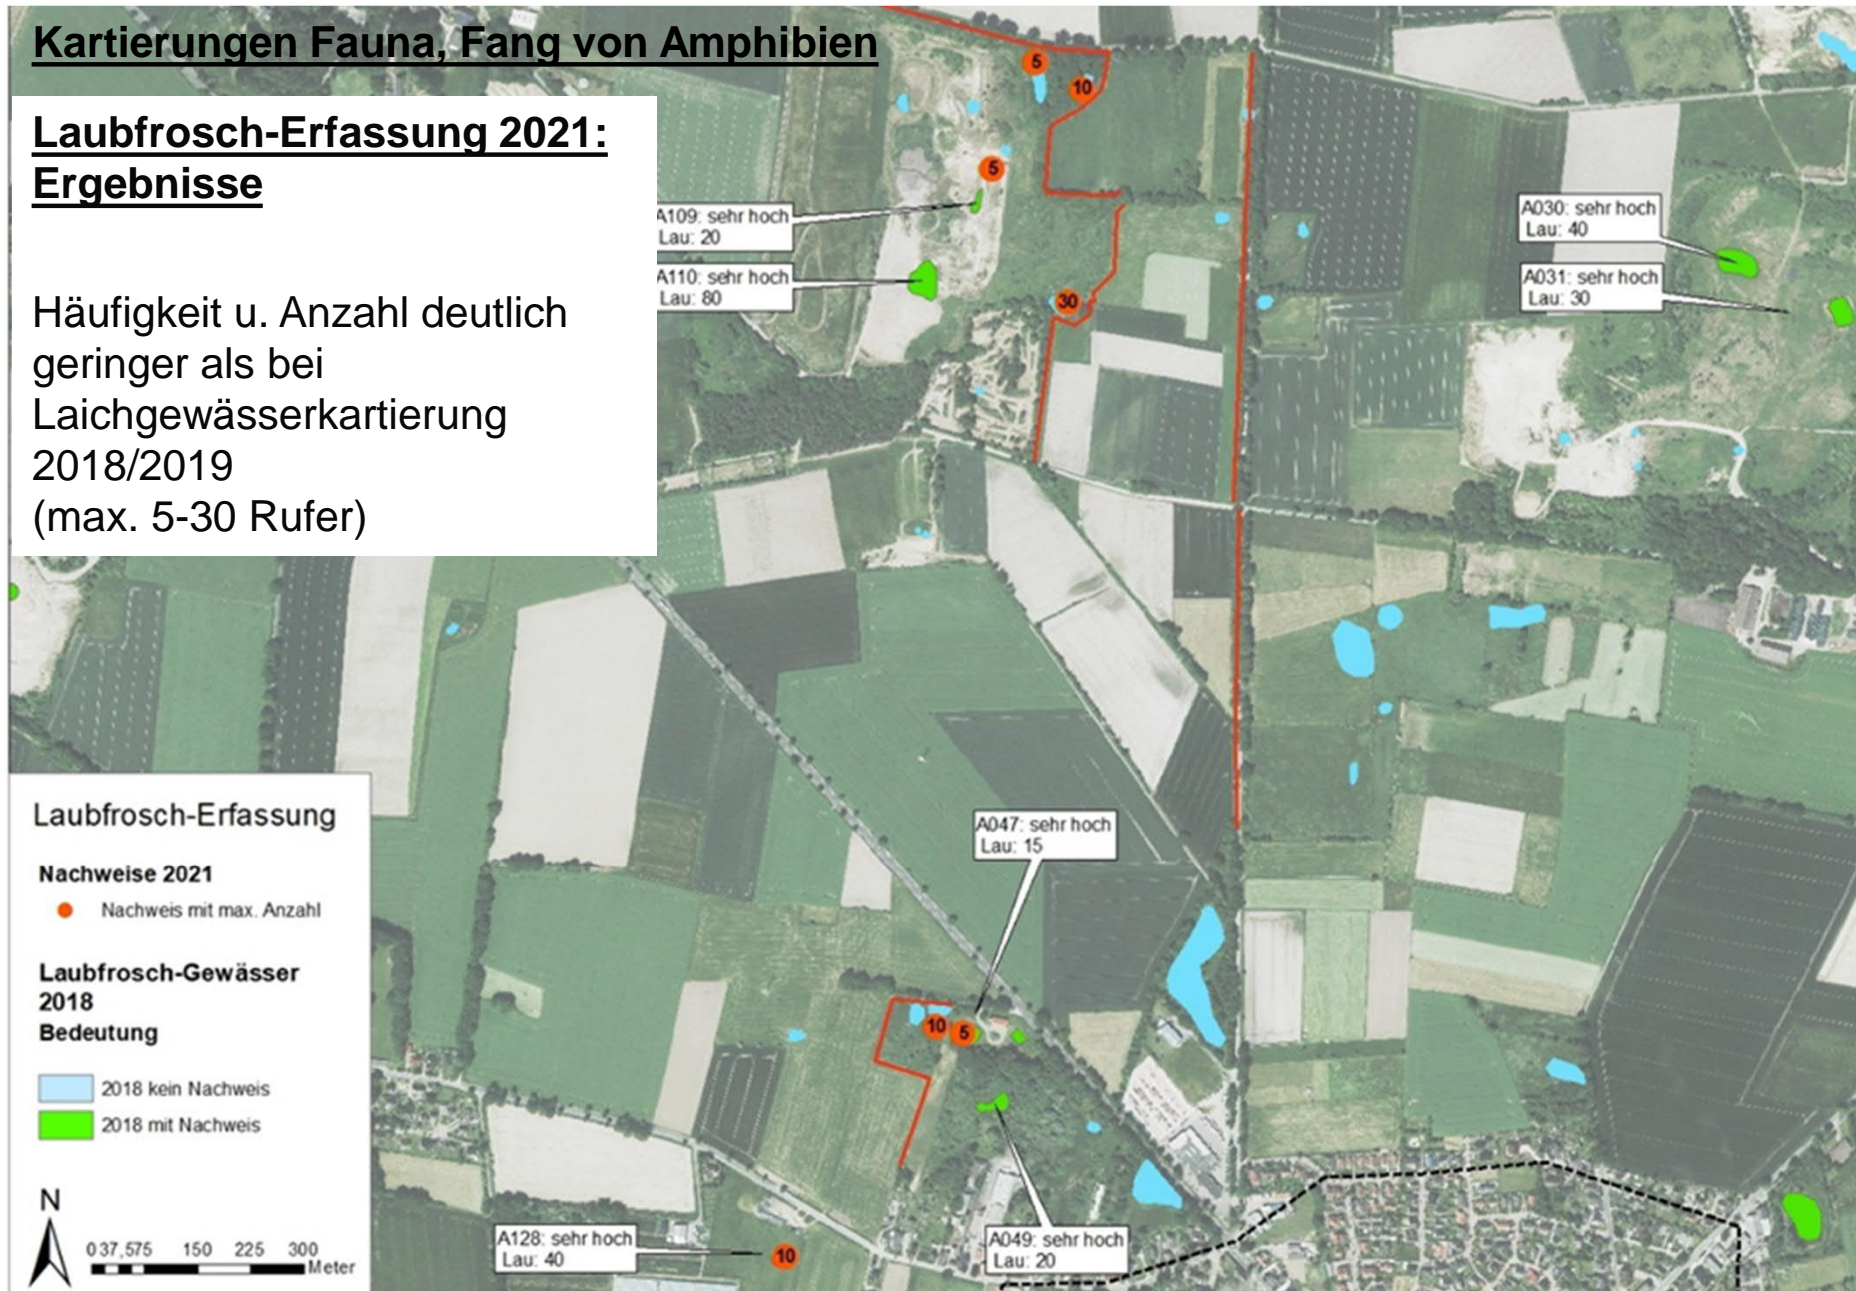 Kartierungen Fauna, Fang von Amphibien
Laubfrosch-Erfassung 2021:
Ergebnisse
Häufigkeit u. Anzahl deutlich
geringer als bei
Laichgewässerkartierung
2018/2019
(max. 5-30 Rufer)
5
10
5
A109: sehr hoch
Lau: 20
A110: sehr hoch
Lau: 80
30
A030: sehr hoch
Lau: 40
A031: sehr hoch
Lau: 30
A047: sehr hoch
Lau: 15
10
5
A128: sehr hoch
Lau: 40
10
A049: sehr hoch
Lau: 20
Laubfrosch-Erfassung
Nachweise 2021
Nachweis mit max. Anzahl
Laubfrosch-Gewässer
2018
Bedeutung
2018 kein Nachweis
2018 mit Nachweis
N
0 37,575 150 225 300
Meter